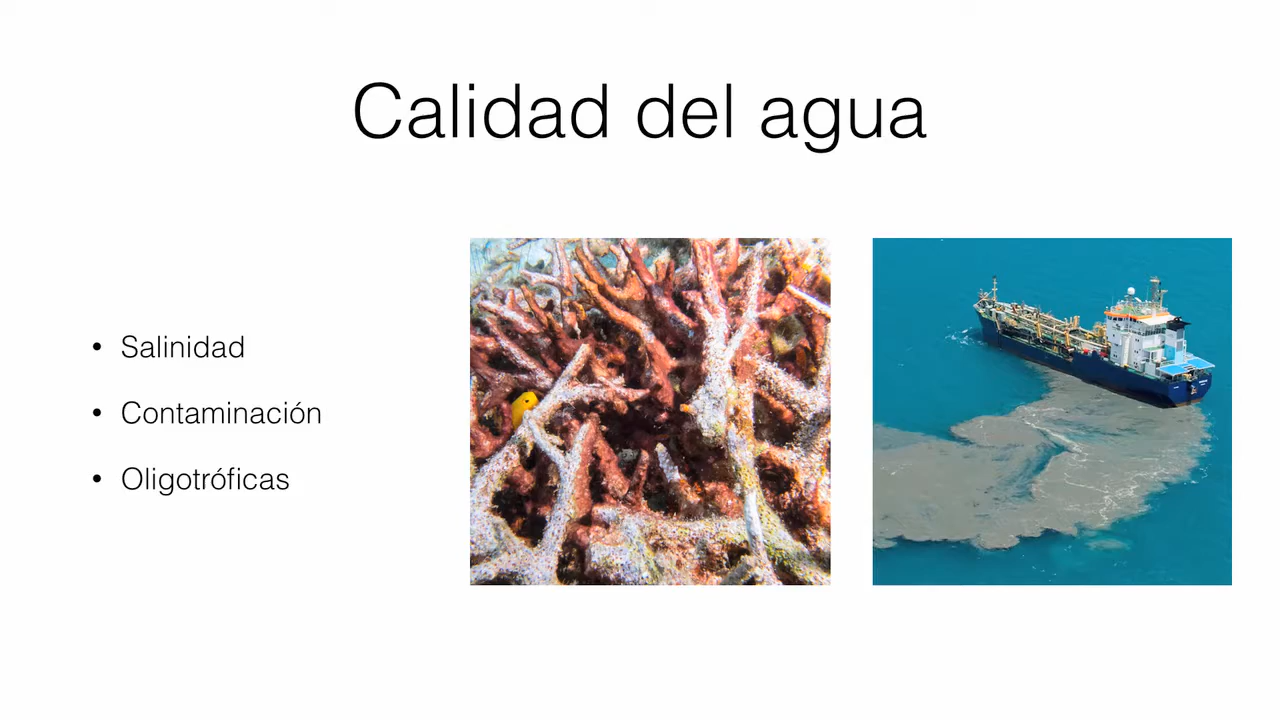 Calidad del agua
• Salinidad
• Contaminación
• Oligotróficas